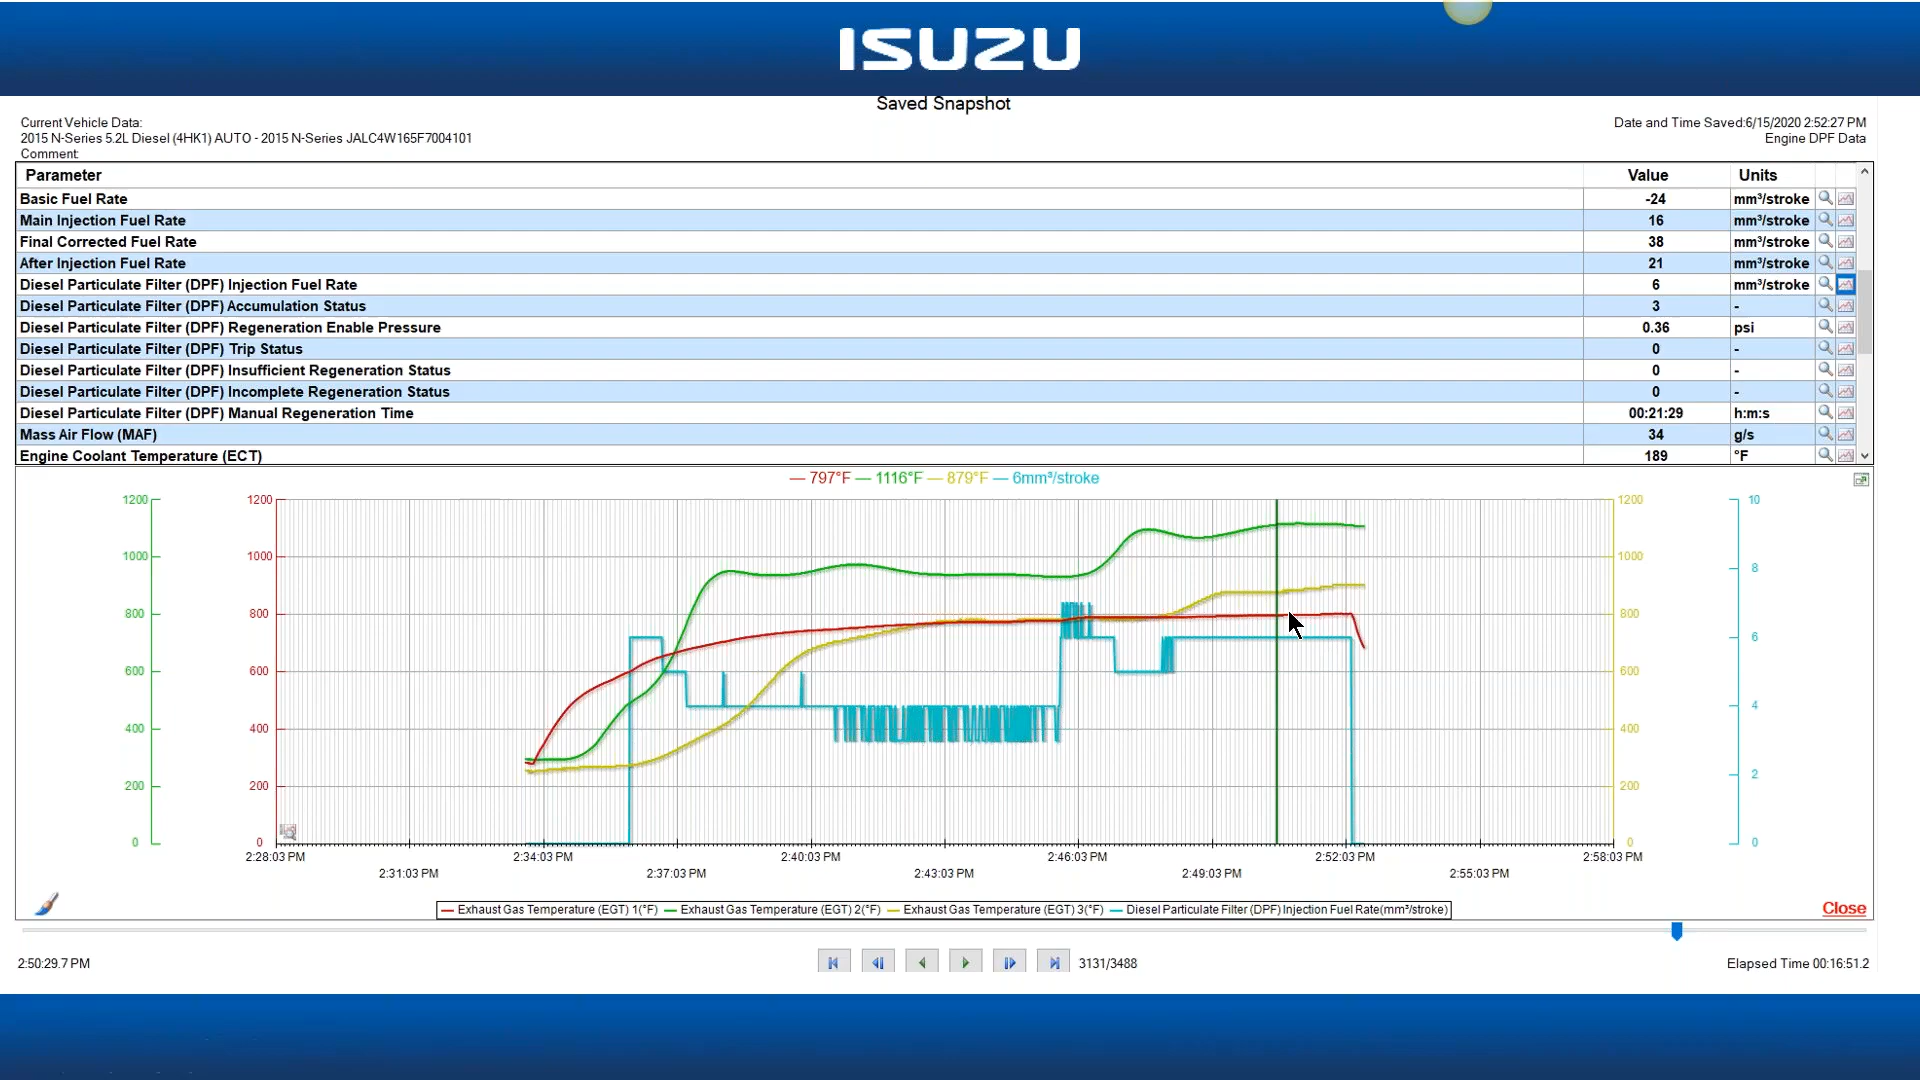 ISUZU
Saved Snapshot
Current Vehicle Data:
2015 N-Series 5.2L Diesel (4HK1) AUTO - 2015 N-Series JALC4W165F7004101
Comment:
Date and Time Saved:6/15/2020 2:52:27 PM
Engine DPF Data
Parameter Value Units
Basic Fuel Rate -24 mm³/stroke
Main Injection Fuel Rate 16 mm³/stroke
Final Corrected Fuel Rate 38 mm³/stroke
After Injection Fuel Rate 21 mm³/stroke
Diesel Particulate Filter (DPF) Injection Fuel Rate 6 mm³/stroke
Diesel Particulate Filter (DPF) Accumulation Status 3 -
Diesel Particulate Filter (DPF) Regeneration Enable Pressure 0.36 psi
Diesel Particulate Filter (DPF) Trip Status 0 -
Diesel Particulate Filter (DPF) Insufficient Regeneration Status 0 -
Diesel Particulate Filter (DPF) Incomplete Regeneration Status 0 -
Diesel Particulate Filter (DPF) Manual Regeneration Time 00:21:29 h:m:s
Mass Air Flow (MAF) 34 g/s
Engine Coolant Temperature (ECT) 189 °F
797°F 1116°F 879°F 6mm³/stroke
1200 1200 1200 10
1000 1000 1000
8
800 800 800
6
600 600 600
4
400 400 400
2
200 200 200
0 0 0 0
2:28:03 PM 2:34:03 PM 2:40:03 PM 2:46:03 PM 2:52:03 PM 2:58:03 PM
2:31:03 PM 2:37:03 PM 2:43:03 PM 2:49:03 PM 2:55:03 PM
Exhaust Gas Temperature (EGT) 1(°F) Exhaust Gas Temperature (EGT) 2(°F) Exhaust Gas Temperature (EGT) 3(°F) Diesel Particulate Filter (DPF) Injection Fuel Rate(mm³/stroke)
Close
2:50:29.7 PM 3131/3488 Elapsed Time 00:16:51.2